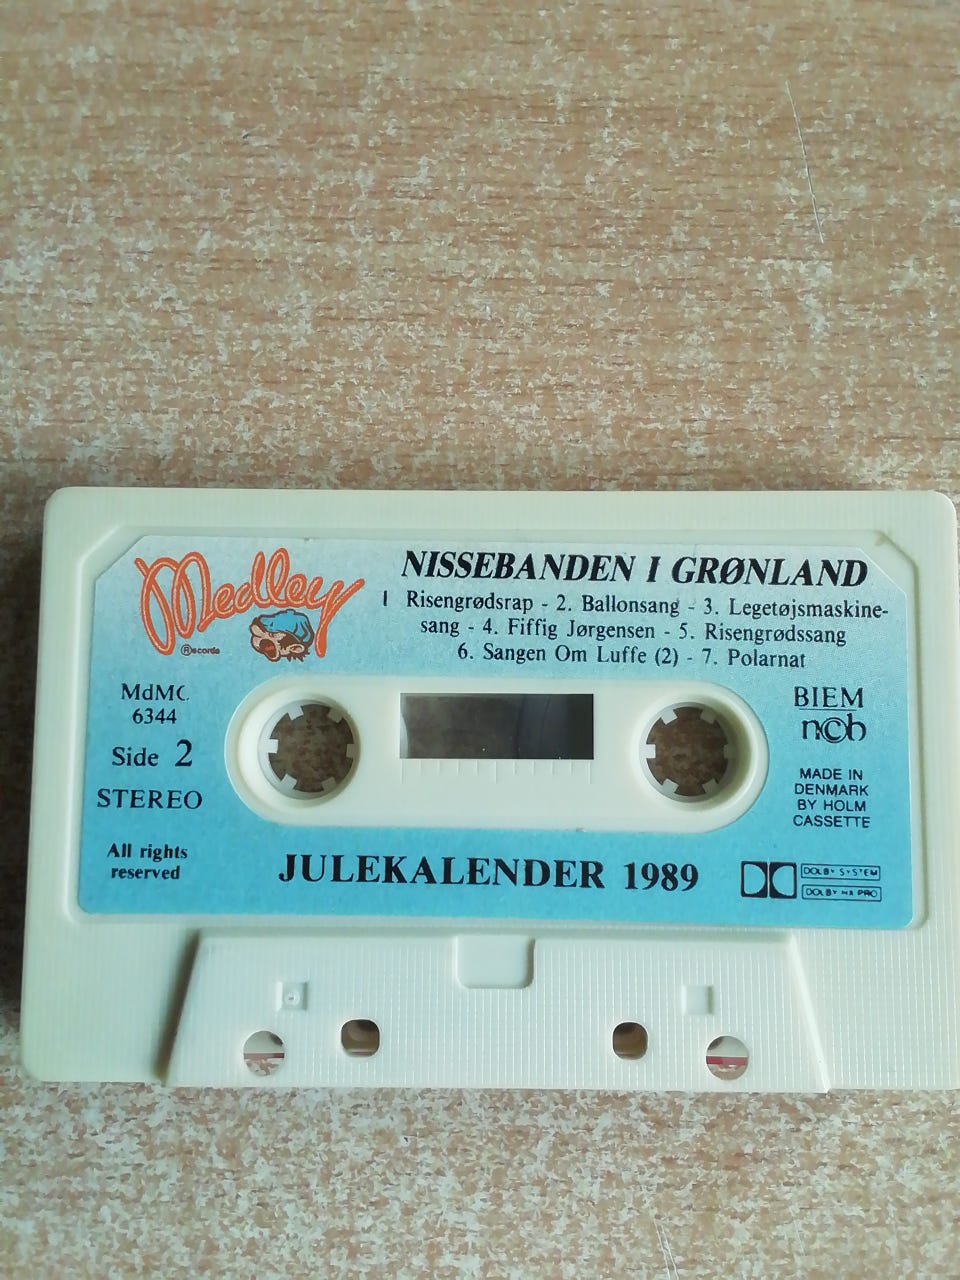 Medley
®ecords
NISSEBANDEN I GRØNLAND
1 Risengrødsrap - 2. Ballonsang - 3. Legetøjsmaskine-
sang - 4. Fiffig Jørgensen - 5. Risengrødssang
6. Sangen Om Luffe (2) - 7. Polarnat
MdMC
6344
Side 2
STEREO
All rights
reserved
BIEM
n©b
MADE IN
DENMARK
BY HOLM
CASSETTE
JULEKALENDER 1989
DOLBY SYSTEM
DOLBY HX PRO